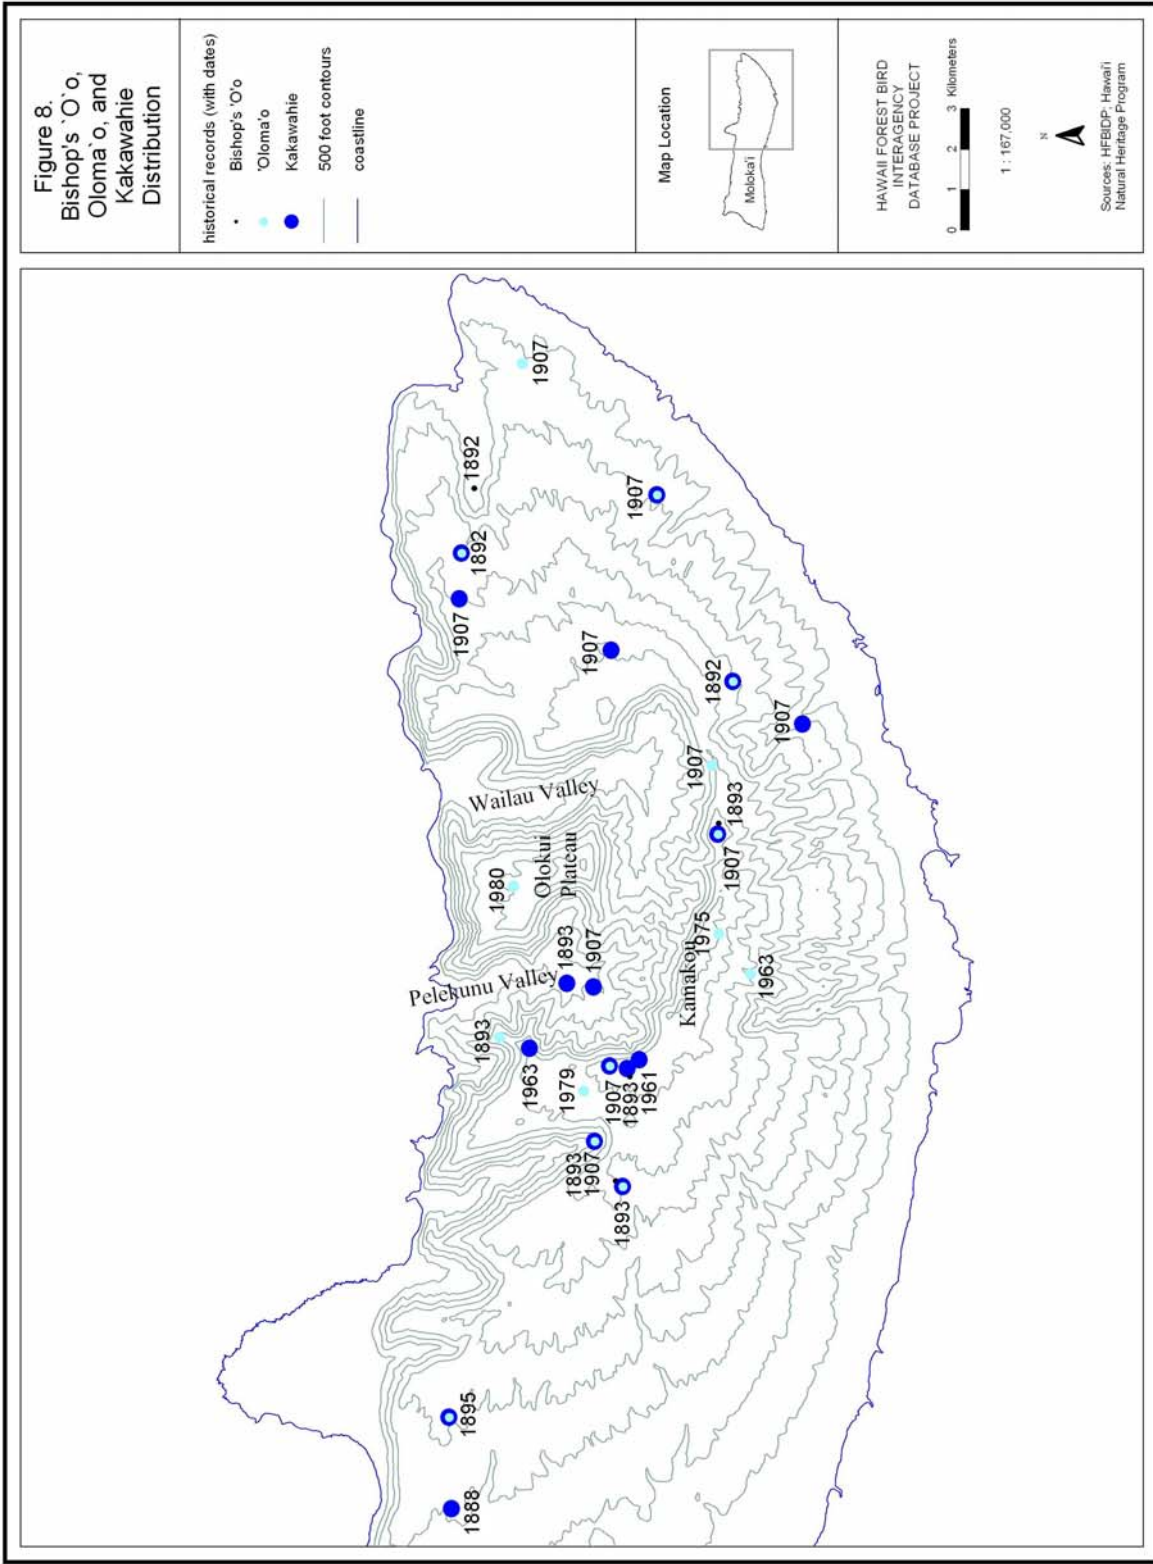 Figure 8.
Bishop's `O`o,
Oloma`o, and
Kakawahie
Distribution
historical records (with dates)
Bishop's 'O'o
'Oloma'o
Kakawahie
500 foot contours
coastline
Map Location
Moloka'i
HAWAII FOREST BIRD
INTERAGENCY
DATABASE PROJECT
0 1 2 3 Kilometers
1 : 167,000
N
Sources: HFBIDP; Hawai'i
Natural Heritage Program
1888
1895
1893
1893
1907
1979
1963
1893
1907
1893
1961
Pelekunu Valley
1893
1907
1980
Olokui
Plateau
Wailau Valley
Kamakou
1975
1963
1907
1893
1907
1907
1892
1907
1907
1892
1892
1907
1907